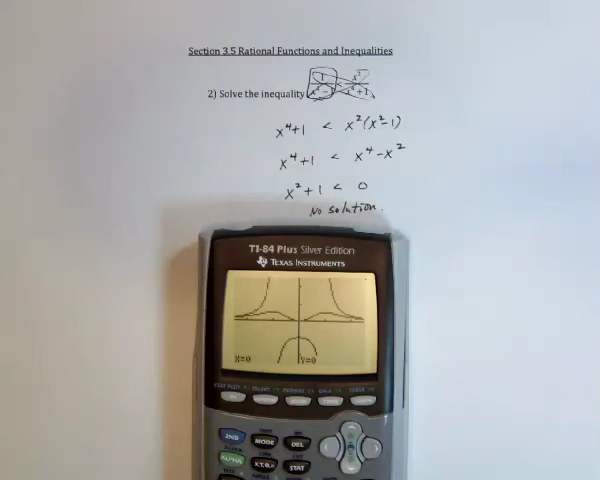 Section 3.5 Rational Functions and Inequalities
2) Solve the inequality
x⁴+1 < x²(x²-1)
x⁴+1 < x⁴-x²
x²+1 < 0
No solution.
TI-84 Plus Silver Edition
TEXAS INSTRUMENTS
X=0 Y=0
2ND MODE DEL
ALPHA X,T,θ,n STAT